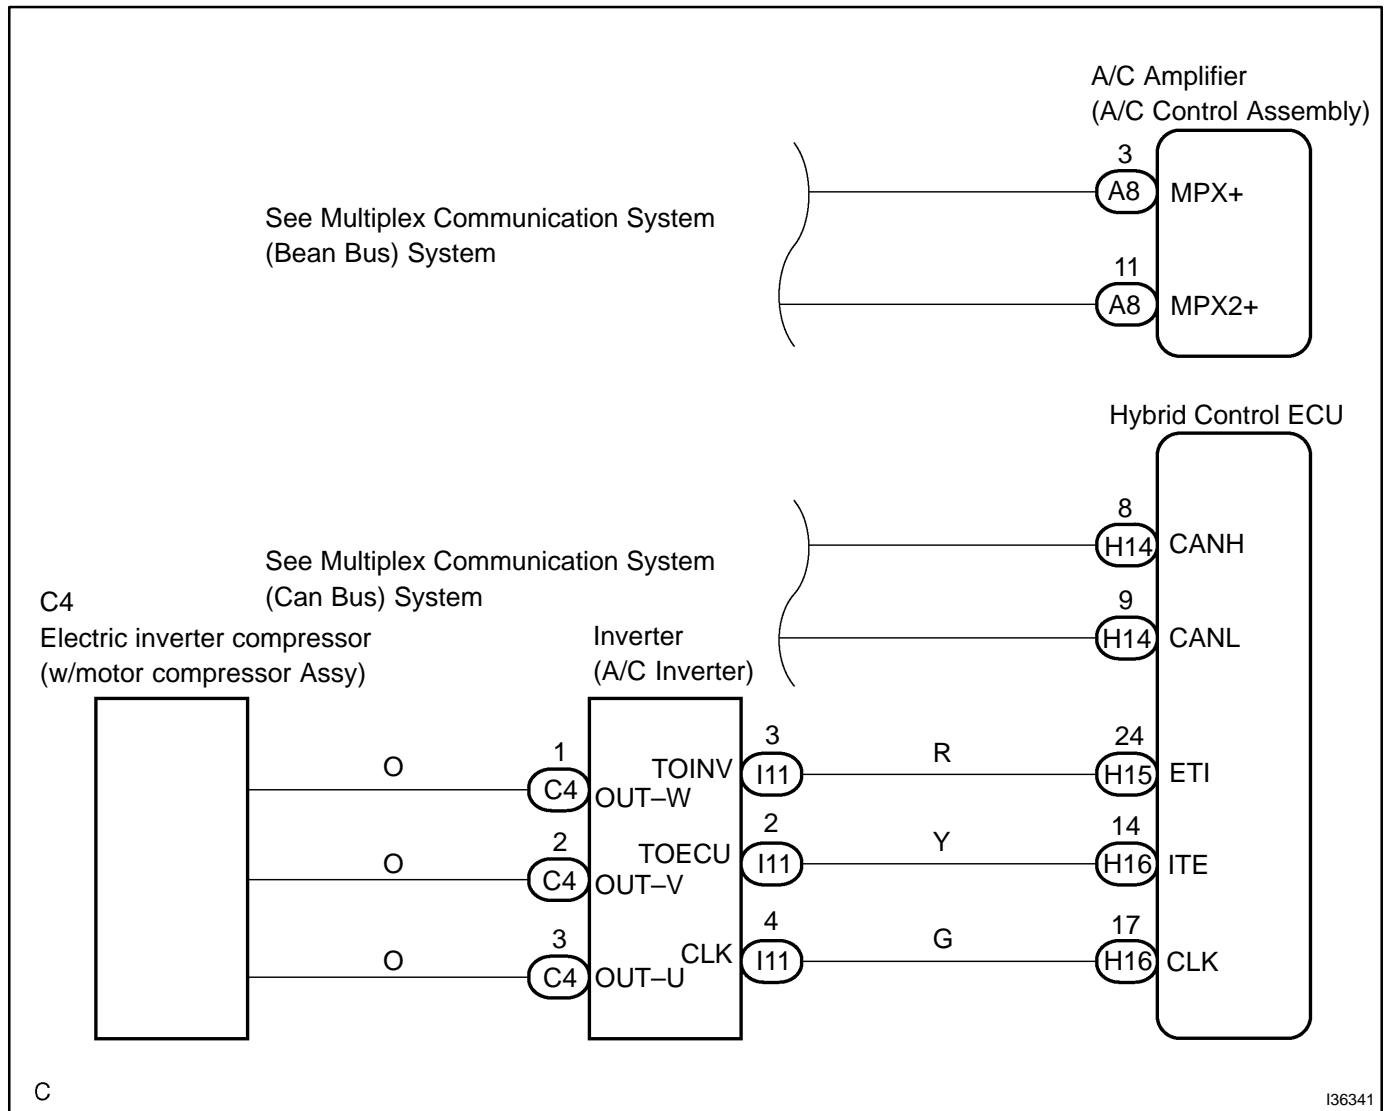 A/C Amplifier
(A/C Control Assembly)
3
A8
MPX+
See Multiplex Communication System
(Bean Bus) System
11
A8
MPX2+
Hybrid Control ECU
8
H14
CANH
See Multiplex Communication System
(Can Bus) System
9
H14
CANL
C4
Electric inverter compressor
(w/motor compressor Assy)
Inverter
(A/C Inverter)
O
1
C4
OUT–W
TOINV
3
I11
R
24
H15
ETI
O
2
C4
OUT–V
TOECU
2
I11
Y
14
H16
ITE
O
3
C4
OUT–U
CLK
4
I11
G
17
H16
CLK
C
I36341